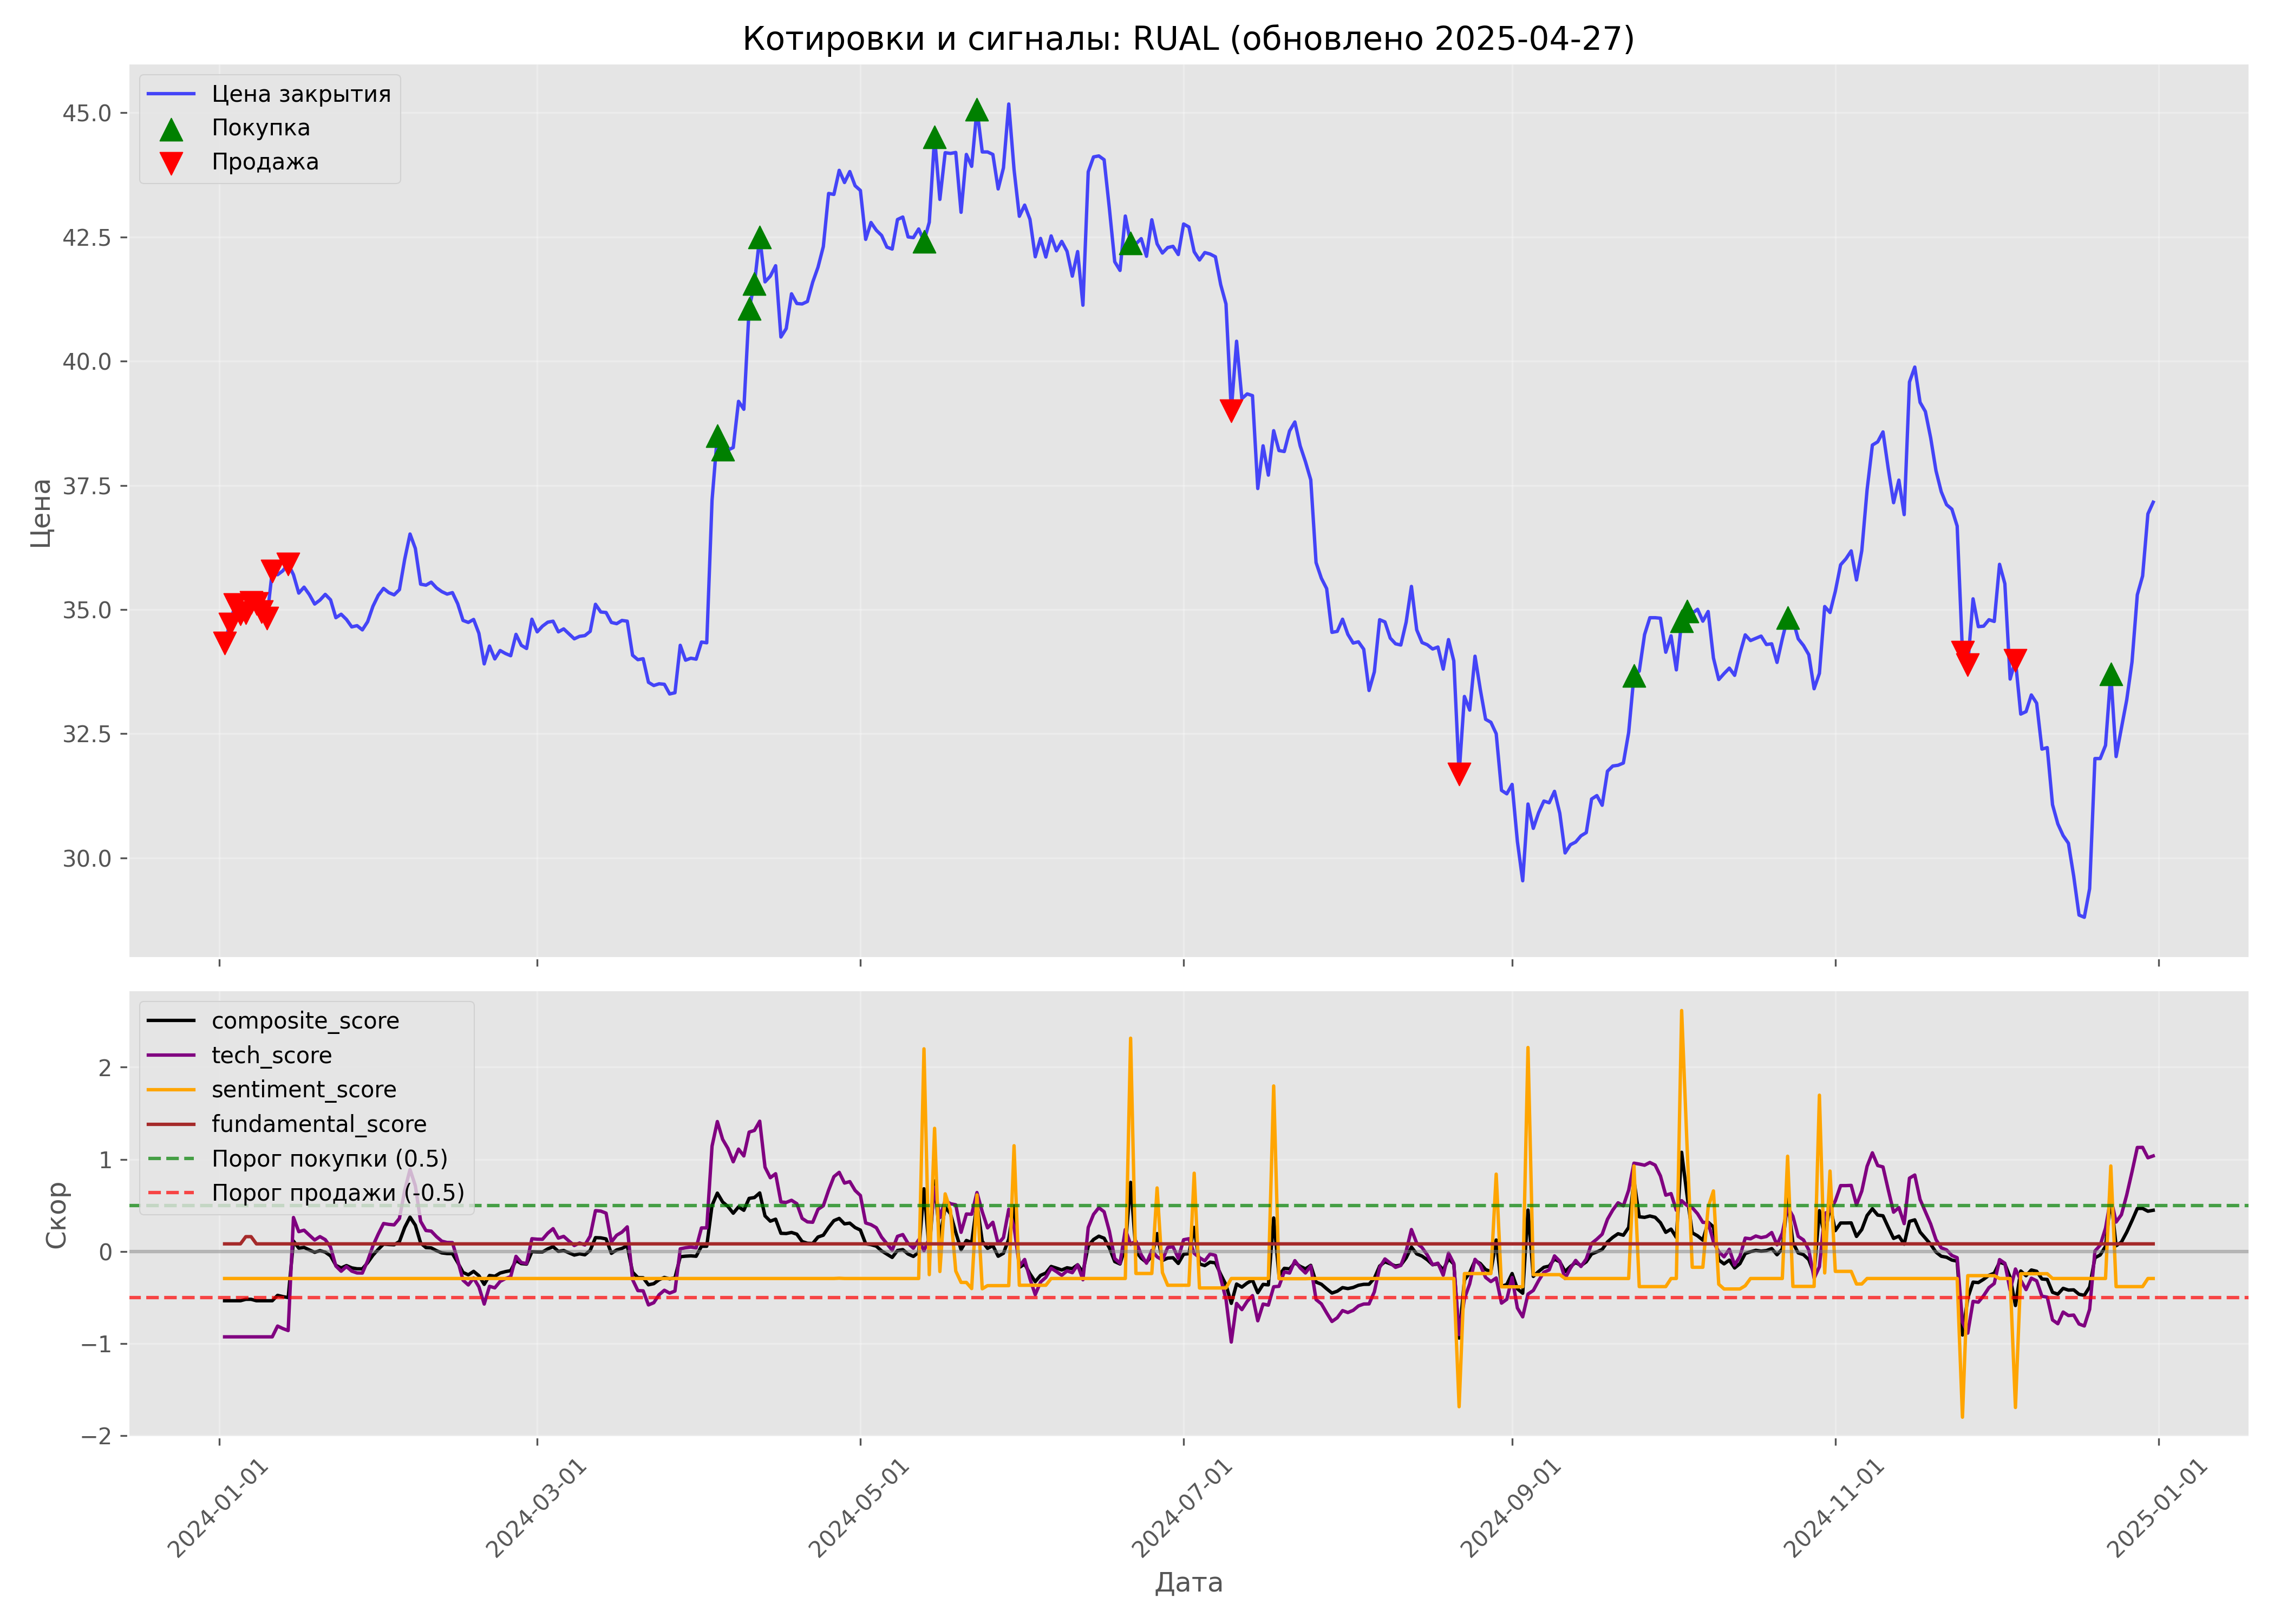 Котировки и сигналы: RUAL (обновлено 2025-04-27)
Цена закрытия
Покупка
Продажа
45.0
42.5
40.0
37.5
35.0
32.5
30.0
Цена
composite_score
tech_score
sentiment_score
fundamental_score
Порог покупки (0.5)
Порог продажи (-0.5)
2
1
0
−1
−2
Скор
2024-01-01
2024-03-01
2024-05-01
2024-07-01
2024-09-01
2024-11-01
2025-01-01
Дата